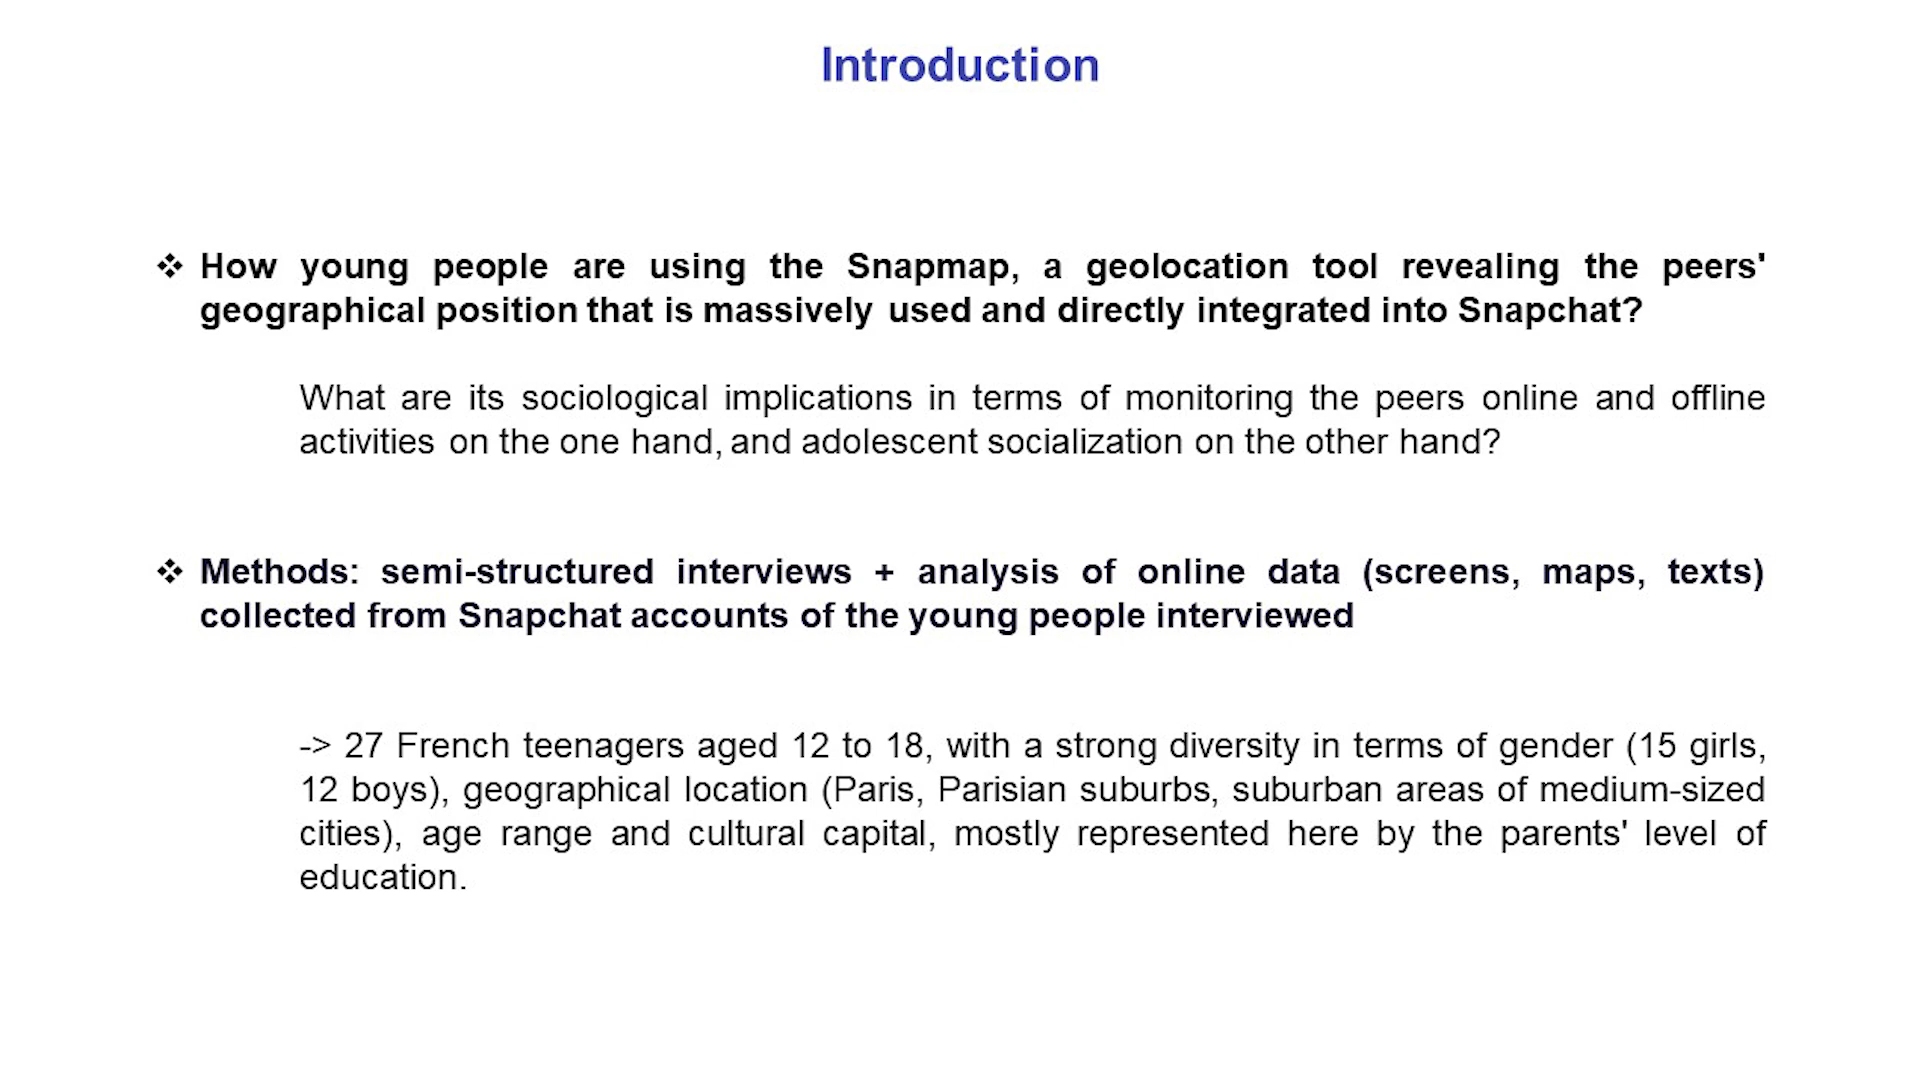 Introduction
❖ How young people are using the Snapmap, a geolocation tool revealing the peers'
geographical position that is massively used and directly integrated into Snapchat?
What are its sociological implications in terms of monitoring the peers online and offline
activities on the one hand, and adolescent socialization on the other hand?
❖ Methods: semi-structured interviews + analysis of online data (screens, maps, texts)
collected from Snapchat accounts of the young people interviewed
-> 27 French teenagers aged 12 to 18, with a strong diversity in terms of gender (15 girls,
12 boys), geographical location (Paris, Parisian suburbs, suburban areas of medium-sized
cities), age range and cultural capital, mostly represented here by the parents' level of
education.